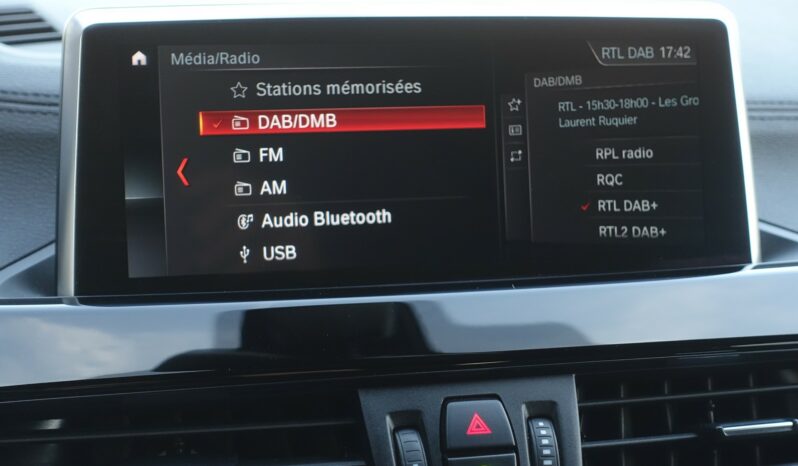 Média/Radio
RTL DAB 17:42
Stations mémorisées
DAB/DMB
FM
AM
Audio Bluetooth
USB
DAB/DMB
RTL - 15h30-18h00 - Les Gro
Laurent Ruquier
RPL radio
RQC
RTL DAB+
RTL2 DAB+